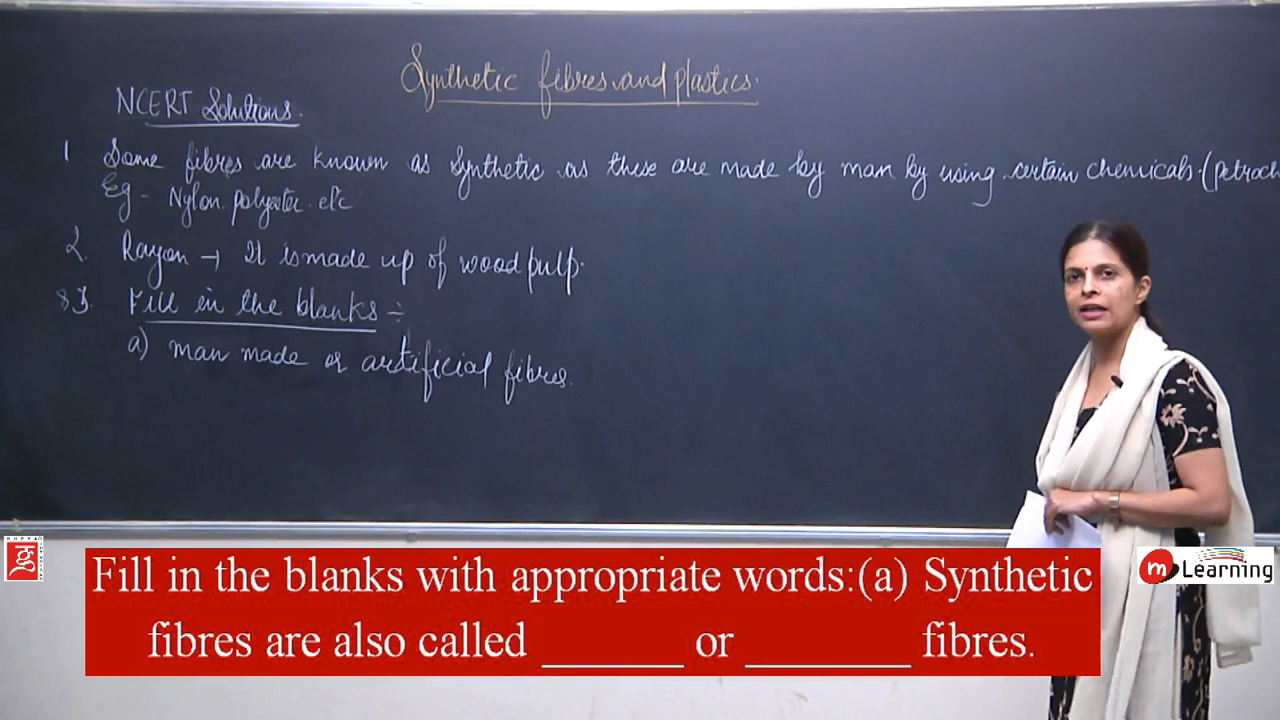 Synthetic fibres and plastics.
NCERT Solutions.
1 Some fibres are known as Synthetic as these are made by man by using certain chemicals. (petroch
Eg - Nylon. polyester. etc
2. Rayon → It is made up of wood pulp.
Fill in the blanks ÷
a) man made or artificial fibres.
Fill in the blanks with appropriate words:(a) Synthetic
fibres are also called ______ or _______ fibres.
m Learning